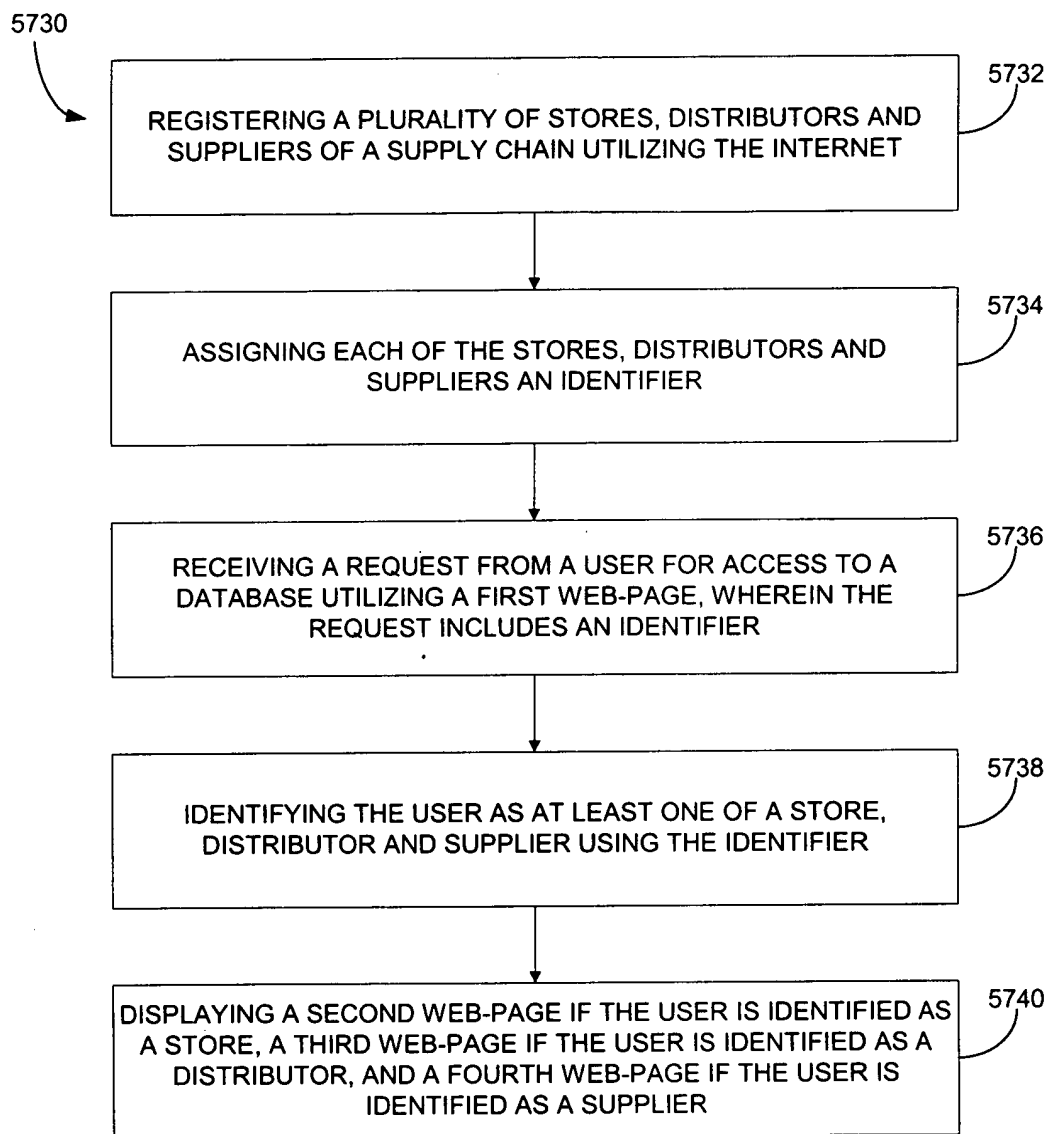 5730
5732
REGISTERING A PLURALITY OF STORES, DISTRIBUTORS AND
SUPPLIERS OF A SUPPLY CHAIN UTILIZING THE INTERNET
5734
ASSIGNING EACH OF THE STORES, DISTRIBUTORS AND
SUPPLIERS AN IDENTIFIER
5736
RECEIVING A REQUEST FROM A USER FOR ACCESS TO A
DATABASE UTILIZING A FIRST WEB-PAGE, WHEREIN THE
REQUEST INCLUDES AN IDENTIFIER
5738
IDENTIFYING THE USER AS AT LEAST ONE OF A STORE,
DISTRIBUTOR AND SUPPLIER USING THE IDENTIFIER
5740
DISPLAYING A SECOND WEB-PAGE IF THE USER IS IDENTIFIED AS
A STORE, A THIRD WEB-PAGE IF THE USER IS IDENTIFIED AS A
DISTRIBUTOR, AND A FOURTH WEB-PAGE IF THE USER IS
IDENTIFIED AS A SUPPLIER